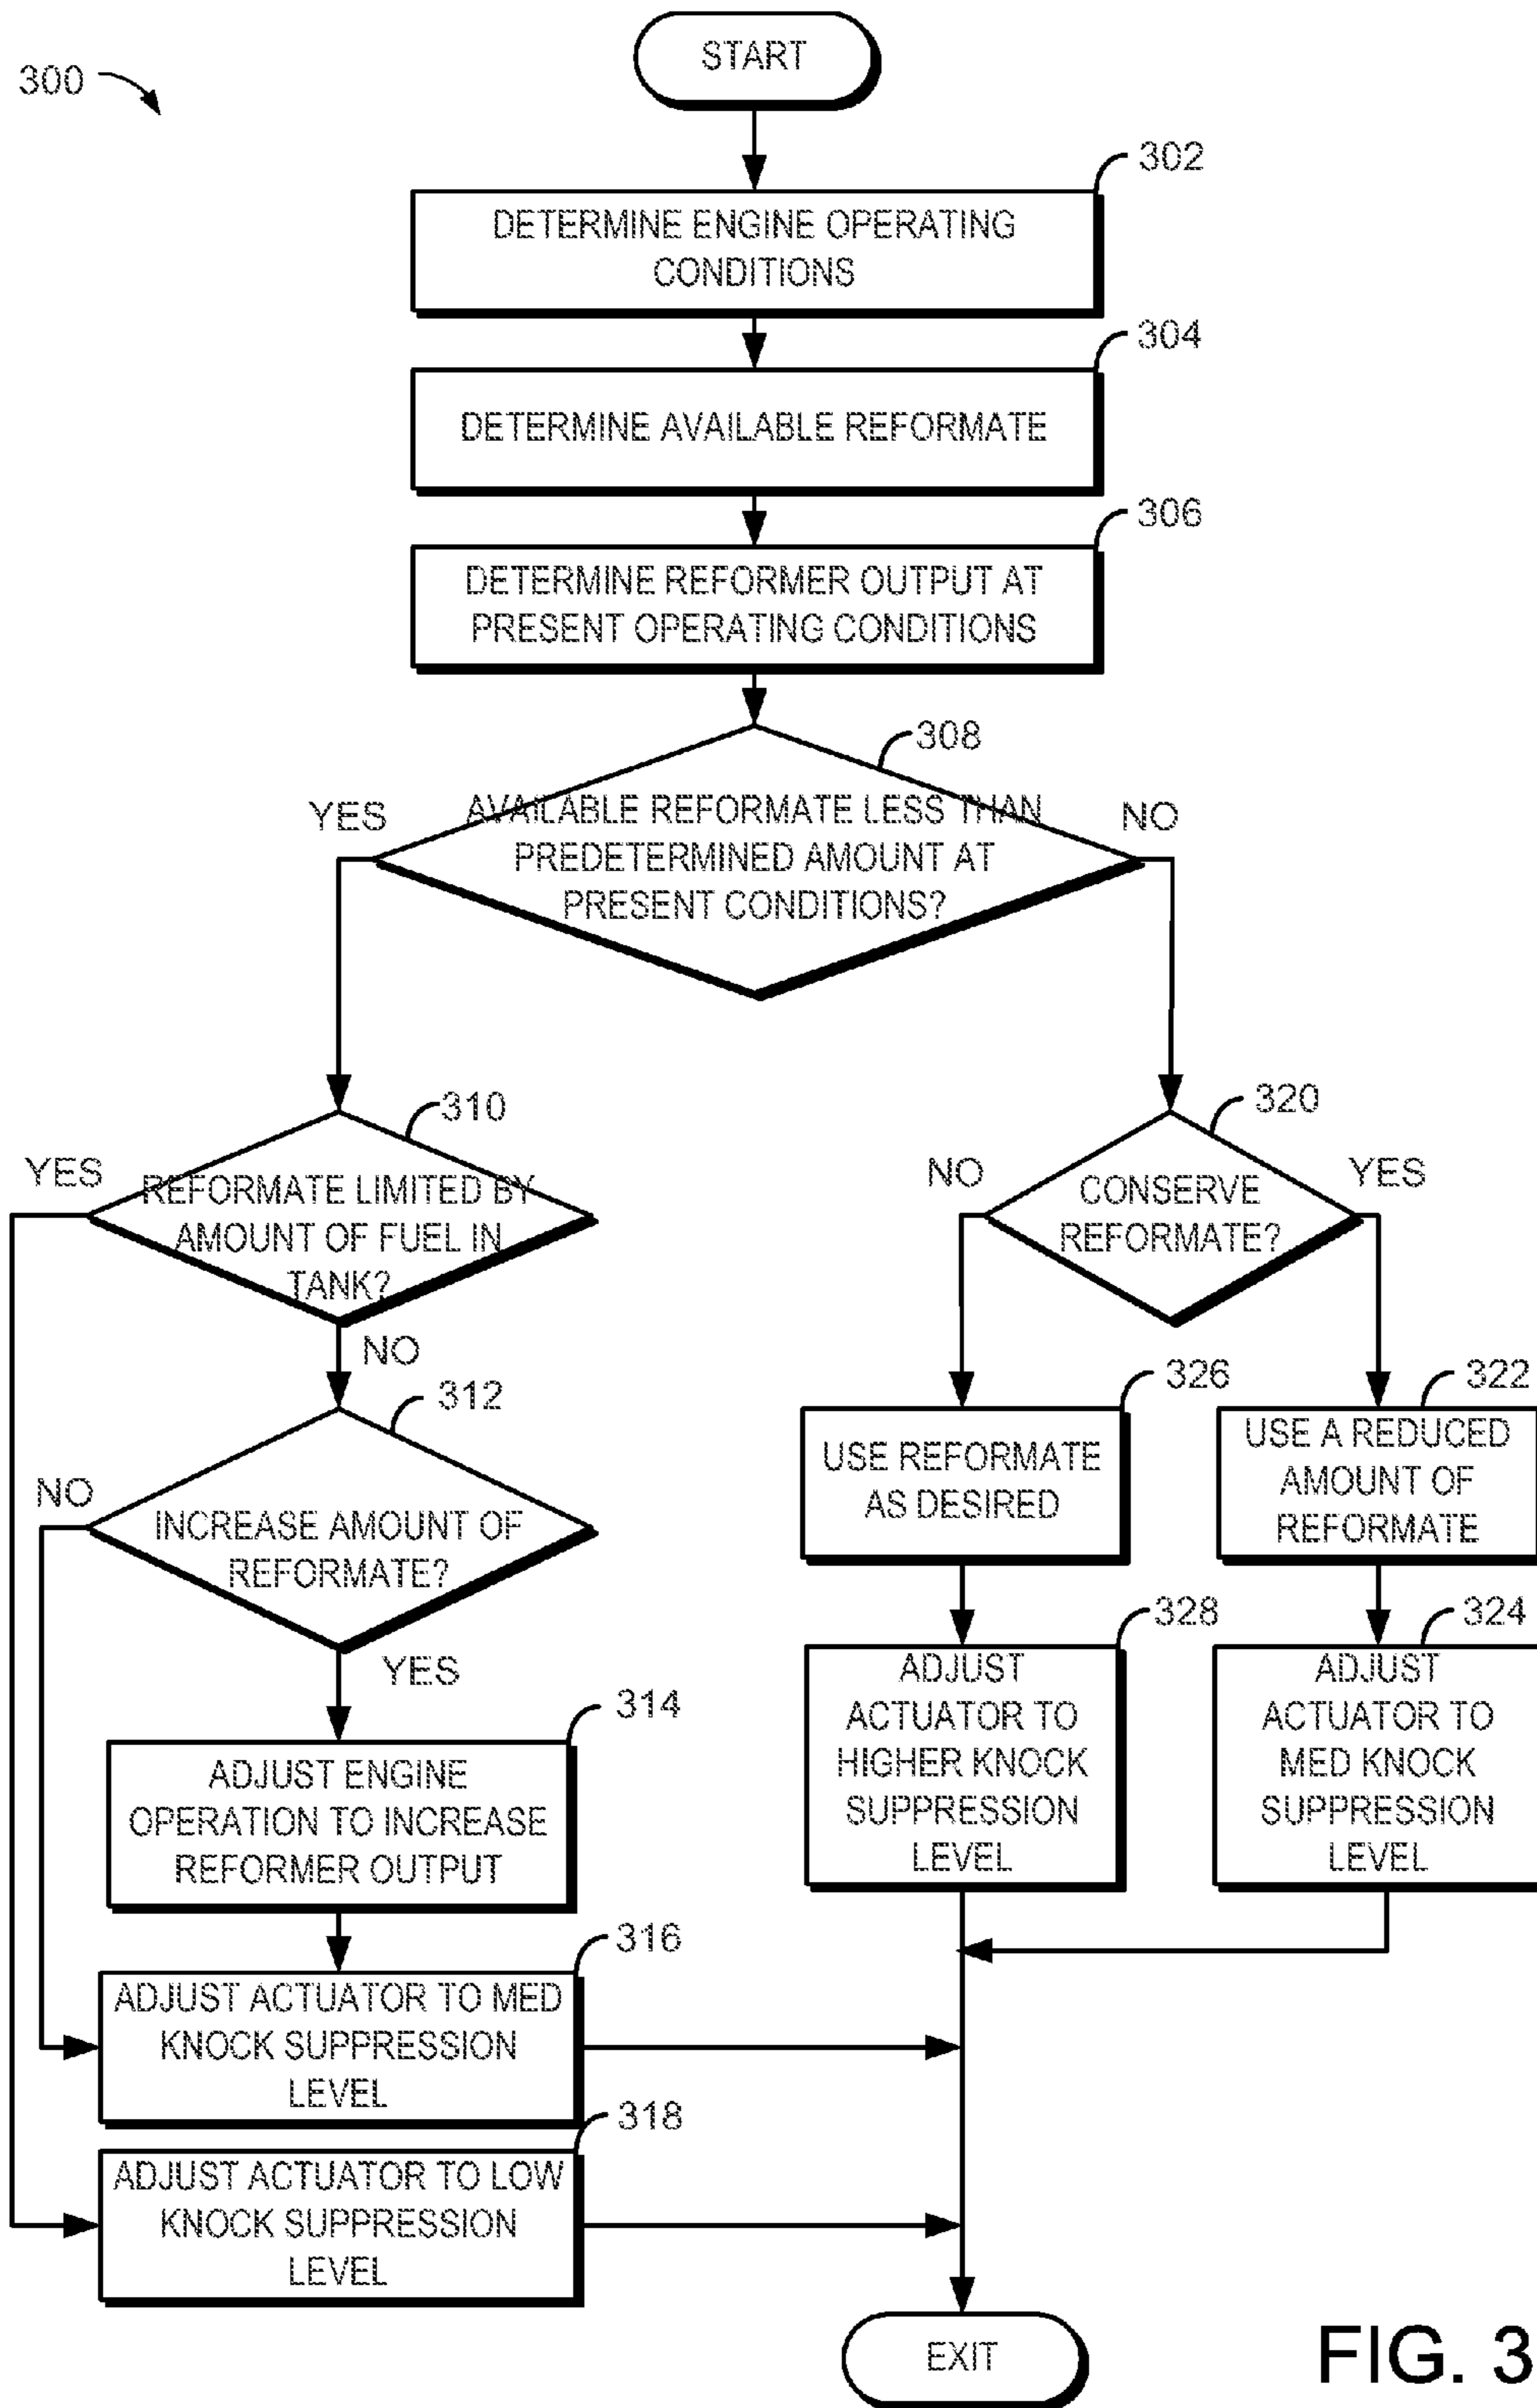 START
300
302
DETERMINE ENGINE OPERATING
CONDITIONS
304
DETERMINE AVAILABLE REFORMATE
306
DETERMINE REFORMER OUTPUT AT
PRESENT OPERATING CONDITIONS
308
YES
AVAILABLE REFORMATE LESS THAN
PREDETERMINED AMOUNT AT
PRESENT CONDITIONS?
NO
310
YES
REFORMATE LIMITED BY
AMOUNT OF FUEL IN
TANK?
NO
320
NO
CONSERVE
REFORMATE?
YES
312
NO
INCREASE AMOUNT OF
REFORMATE?
YES
326
USE REFORMATE
AS DESIRED
322
USE A REDUCED
AMOUNT OF
REFORMATE
314
ADJUST ENGINE
OPERATION TO INCREASE
REFORMER OUTPUT
328
ADJUST
ACTUATOR TO
HIGHER KNOCK
SUPPRESSION
LEVEL
324
ADJUST
ACTUATOR TO
MED KNOCK
SUPPRESSION
LEVEL
316
ADJUST ACTUATOR TO MED
KNOCK SUPPRESSION
LEVEL
318
ADJUST ACTUATOR TO LOW
KNOCK SUPPRESSION
LEVEL
EXIT
FIG. 3